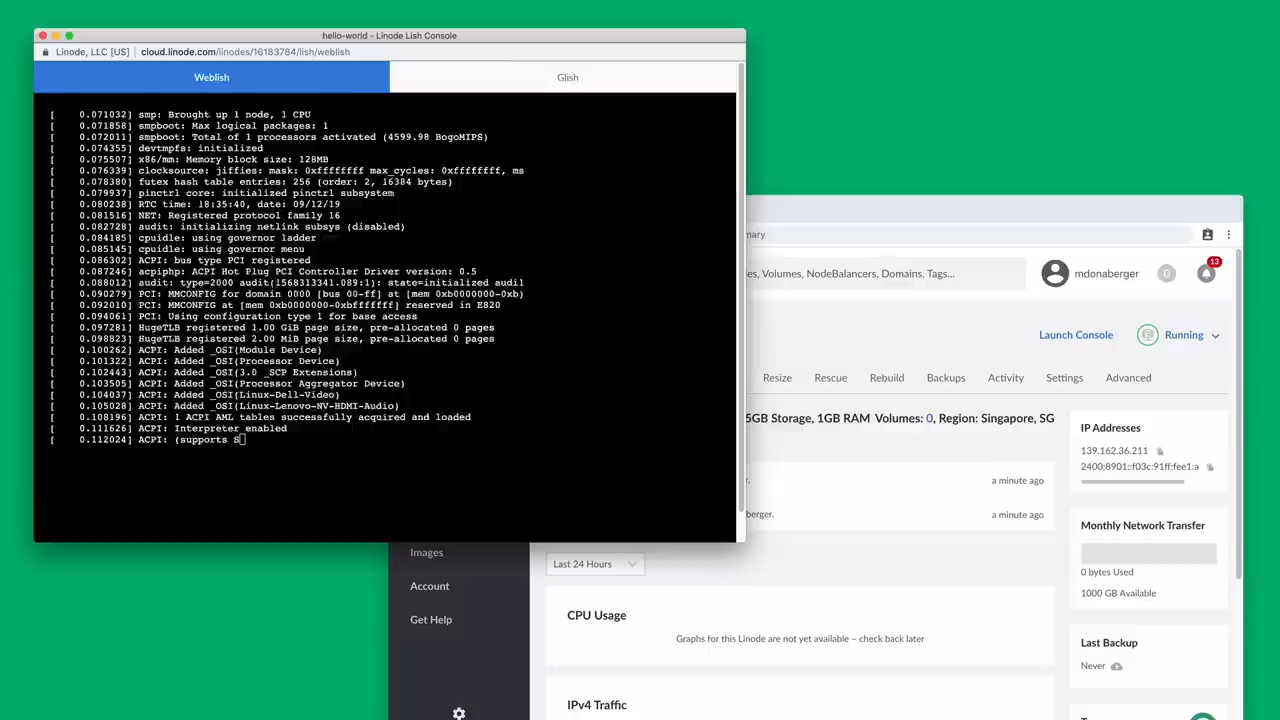 hello-world - Linode Lish Console
Linode, LLC [US] | cloud.linode.com/linodes/16183784/lish/weblish
Weblish
Glish
[    0.071032] smp: Brought up 1 node, 1 CPU
[    0.071858] smpboot: Max logical packages: 1
[    0.072011] smpboot: Total of 1 processors activated (4599.98 BogoMIPS)
[    0.074355] devtmpfs: initialized
[    0.075507] x86/mm: Memory block size: 128MB
[    0.076339] clocksource: jiffies: mask: 0xffffffff max_cycles: 0xffffffff, ms
[    0.078380] futex hash table entries: 256 (order: 2, 16384 bytes)
[    0.079937] pinctrl core: initialized pinctrl subsystem
[    0.080238] RTC time: 18:35:40, date: 09/12/19
[    0.081516] NET: Registered protocol family 16
[    0.082728] audit: initializing netlink subsys (disabled)
[    0.084185] cpuidle: using governor ladder
[    0.085145] cpuidle: using governor menu
[    0.086302] ACPI: bus type PCI registered
[    0.087246] acpiphp: ACPI Hot Plug PCI Controller Driver version: 0.5
[    0.088012] audit: type=2000 audit(1568313341.089:1): state=initialized audi1
[    0.090279] PCI: MMCONFIG for domain 0000 [bus 00-ff] at [mem 0xb0000000-0xb)
[    0.092010] PCI: MMCONFIG at [mem 0xb0000000-0xbfffffff] reserved in E820
[    0.094061] PCI: Using configuration type 1 for base access
[    0.097281] HugeTLB registered 1.00 GiB page size, pre-allocated 0 pages
[    0.098823] HugeTLB registered 2.00 MiB page size, pre-allocated 0 pages
[    0.100262] ACPI: Added _OSI(Module Device)
[    0.101322] ACPI: Added _OSI(Processor Device)
[    0.102443] ACPI: Added _OSI(3.0 _SCP Extensions)
[    0.103505] ACPI: Added _OSI(Processor Aggregator Device)
[    0.104037] ACPI: Added _OSI(Linux-Dell-Video)
[    0.105028] ACPI: Added _OSI(Linux-Lenovo-NV-HDMI-Audio)
[    0.108196] ACPI: 1 ACPI AML tables successfully acquired and loaded
[    0.111626] ACPI: Interpreter enabled
[    0.112024] ACPI: (supports S
mary
es, Volumes, NodeBalancers, Domains, Tags...
mdonaberger
0
13
Launch Console
Running
Resize
Rescue
Rebuild
Backups
Activity
Settings
Advanced
5GB Storage, 1GB RAM Volumes: 0, Region: Singapore, SG
IP Addresses
139.162.36.211
2400:8901::f03c:91ff:fee1:a
r.
a minute ago
berger.
a minute ago
Monthly Network Transfer
0 bytes Used
1000 GB Available
Images
Account
Get Help
Last 24 Hours
CPU Usage
Graphs for this Linode are not yet available – check back later
Last Backup
Never
IPv4 Traffic